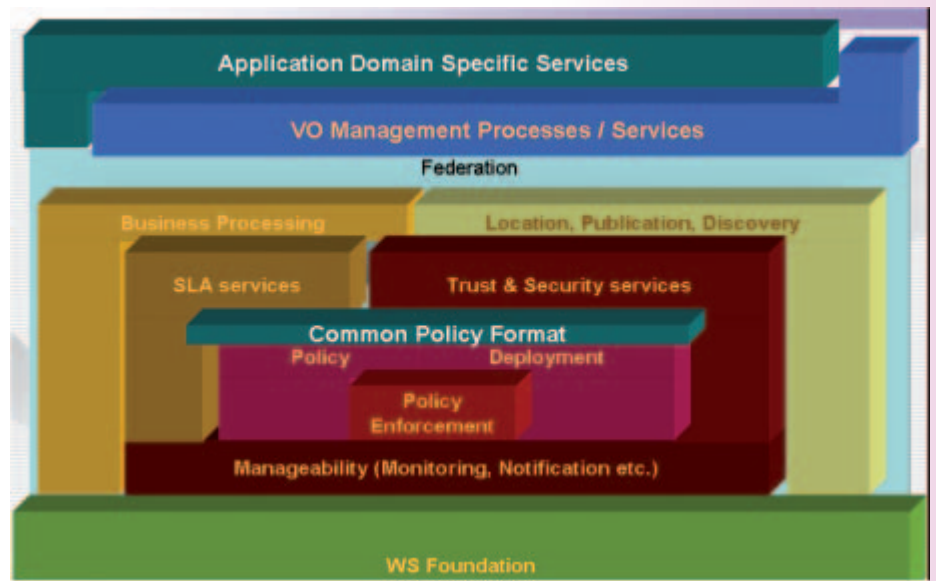 Application Domain Specific Services
VO Management Processes / Services
Federation
Business Processing
Location, Publication, Discovery
SLA services
Trust & Security services
Common Policy Format
Policy Deployment
Policy
Enforcement
Manageability (Monitoring, Notification etc.)
WS Foundation